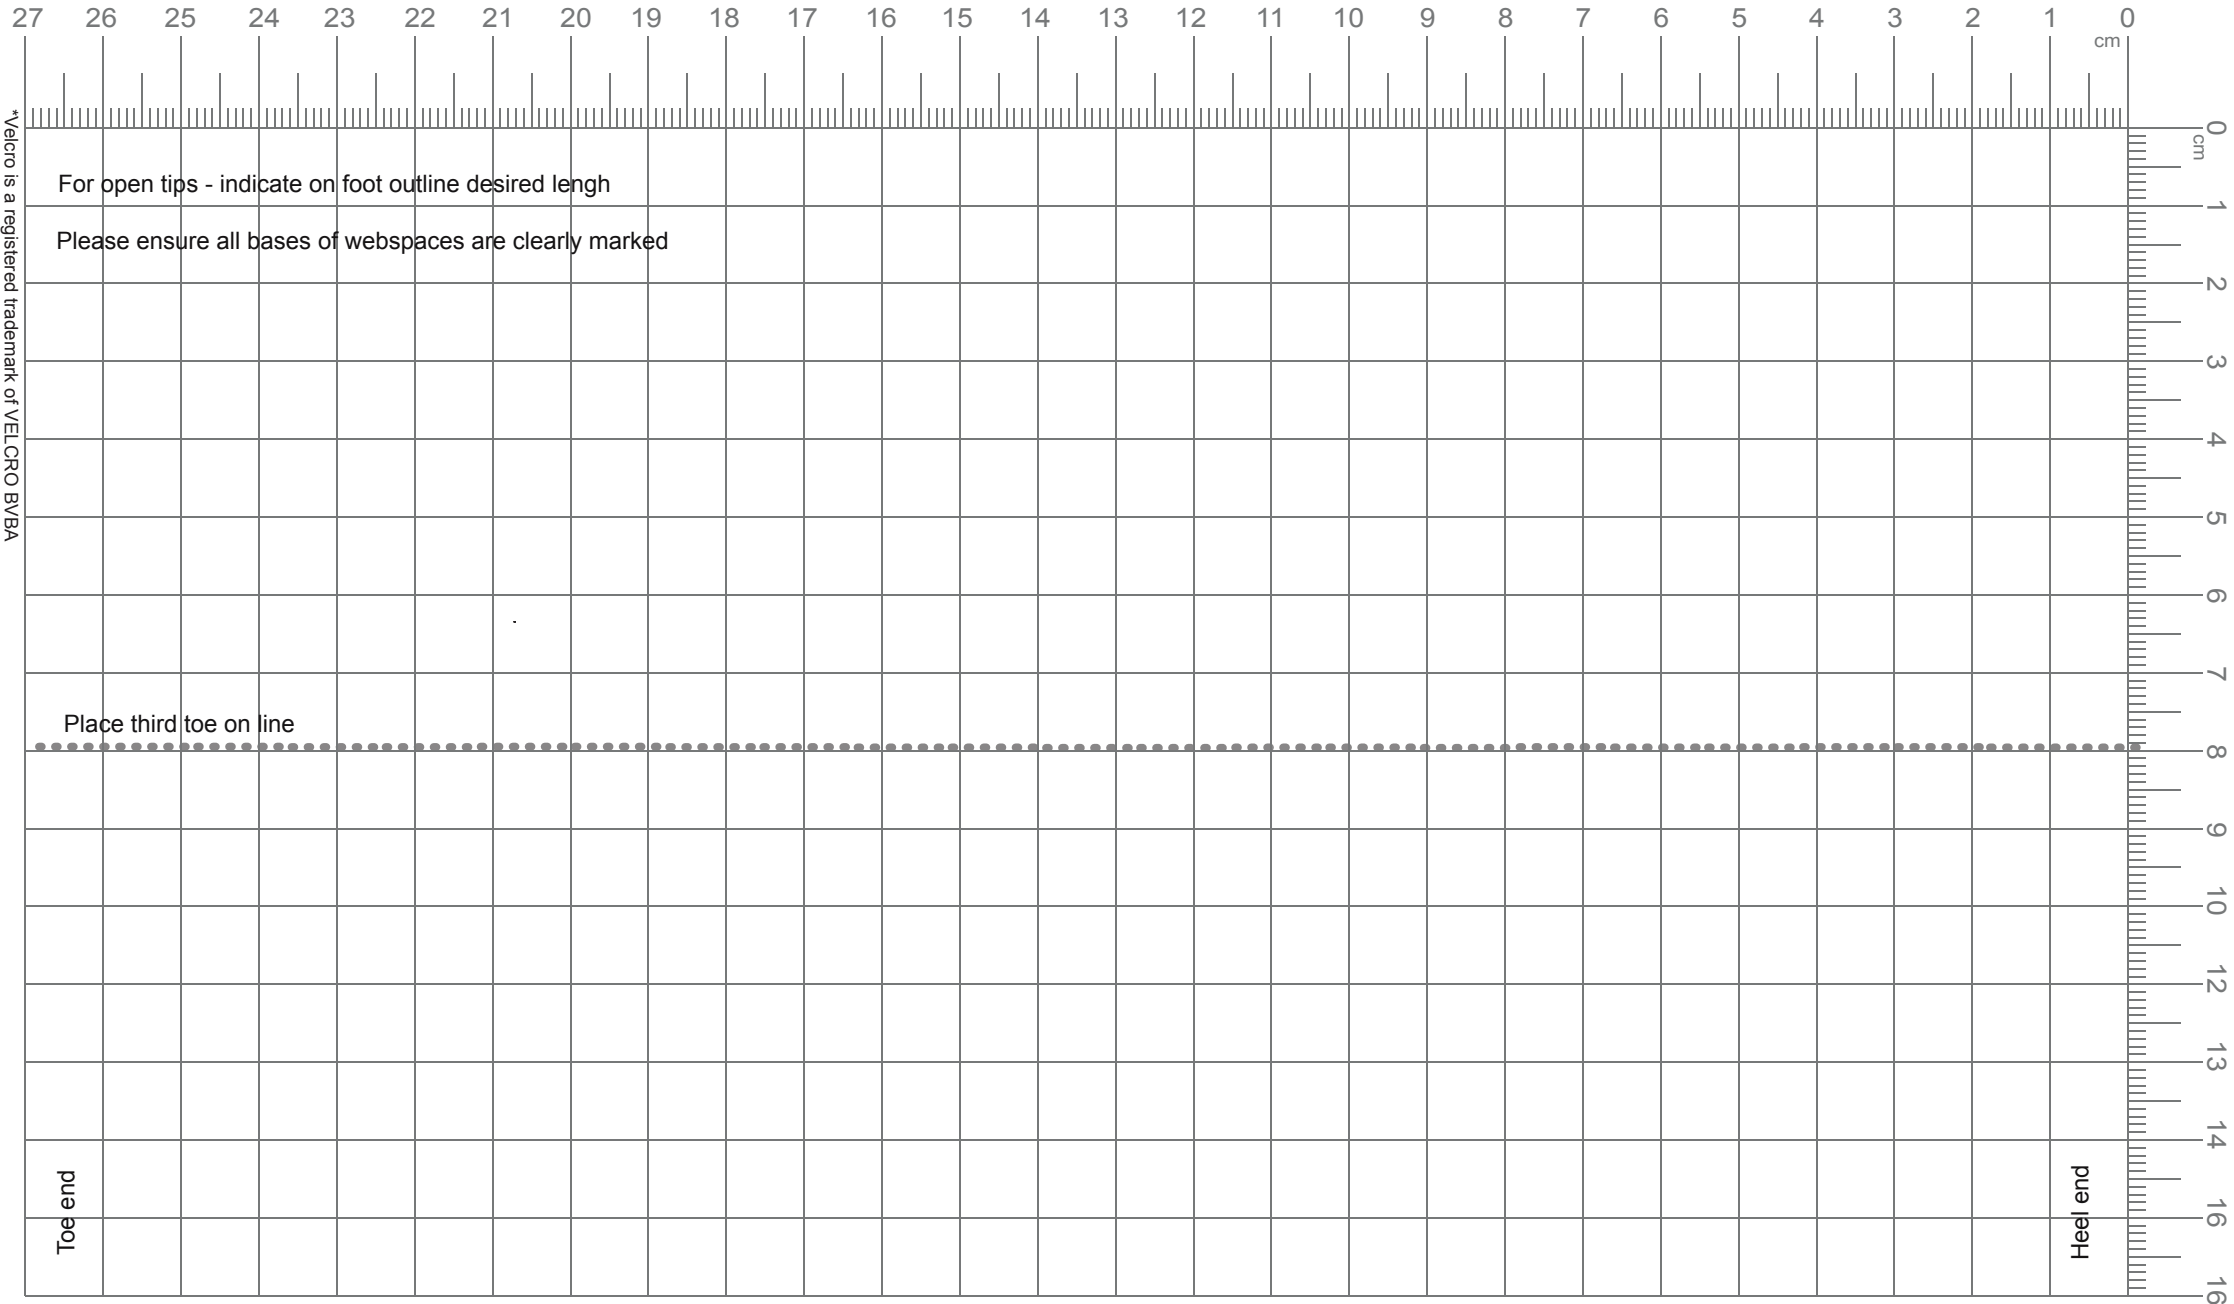 27 26 25 24 23 22 21 20 19 18 17 16 15 14 13 12 11 10 9 8 7 6 5 4 3 2 1 0
cm
*Velcro is a registered trademark of VELCRO BVBA
For open tips - indicate on foot outline desired lengh
Please ensure all bases of webspaces are clearly marked
Place third toe on line
Toe end
Heel end
cm
0
1
2
3
4
5
6
7
8
9
10
12
13
14
16
16